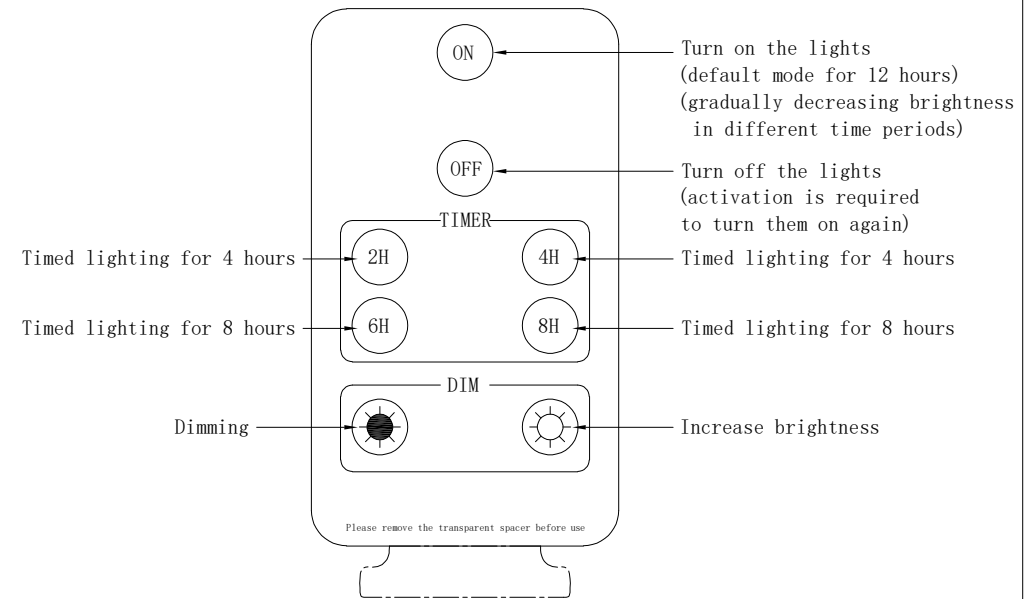 ON
Turn on the lights
(default mode for 12 hours)
(gradually decreasing brightness
in different time periods)
OFF
Turn off the lights
(activation is required
to turn them on again)
TIMER
Timed lighting for 4 hours
2H
4H
Timed lighting for 4 hours
Timed lighting for 8 hours
6H
8H
Timed lighting for 8 hours
DIM
Dimming
Increase brightness
Please remove the transparent spacer before use